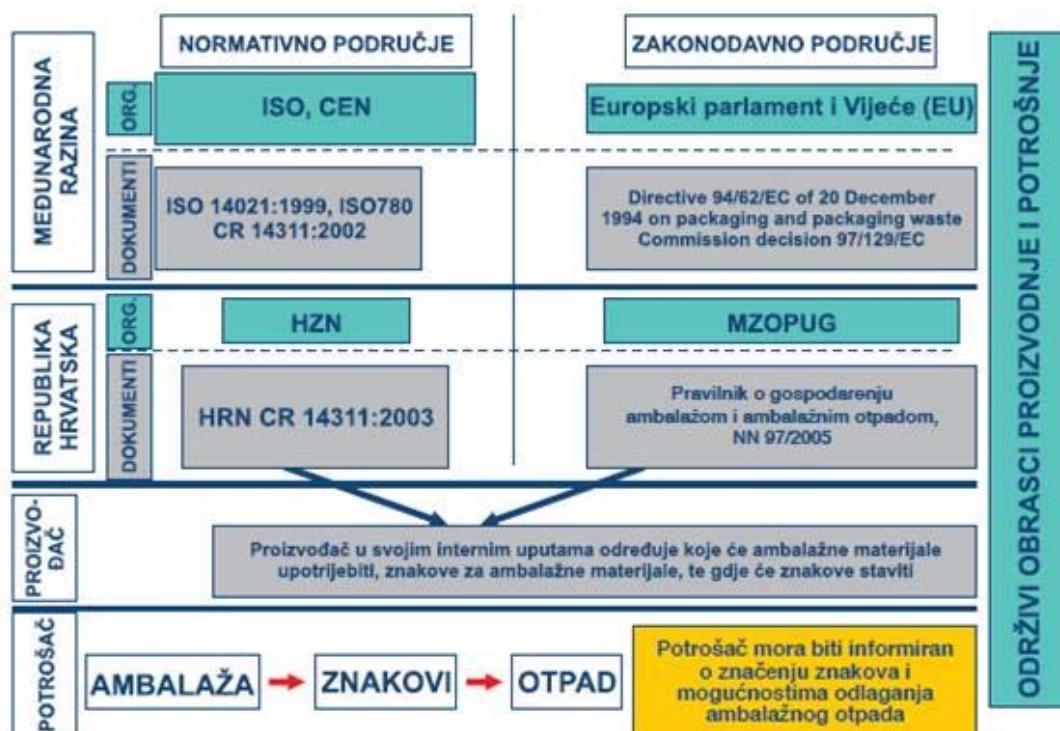 NORMATIVNO PODRUČJE
ZAKONODAVNO PODRUČJE
MEĐUNARODNA
RAZINA
ORG.
ISO, CEN
Europski parlament i Vijeće (EU)
DOKUMENTI
ISO 14021:1999, ISO780
CR 14311:2002
Directive 94/62/EC of 20 December
1994 on packaging and packaging waste
Commission decision 97/129/EC
REPUBLIKA
HRVATSKA
ORG.
HZN
MZOPUG
DOKUMENTI
HRN CR 14311:2003
Pravilnik o gospodarenju
ambalažom i ambalažnim otpadom,
NN 97/2005
PROIZVO-
ĐAČ
Proizvođač u svojim internim uputama određuje koje će ambalažne materijale
upotrijebiti, znakove za ambalažne materijale, te gdje će znakove staviti
POTROŠAČ
AMBALAŽA
ZNAKOVI
OTPAD
Potrošač mora biti informiran
o značenju znakova i
mogućnostima odlaganja
ambalažnog otpada
ODRŽIVI OBRASCI PROIZVODNJE I POTROŠNJE